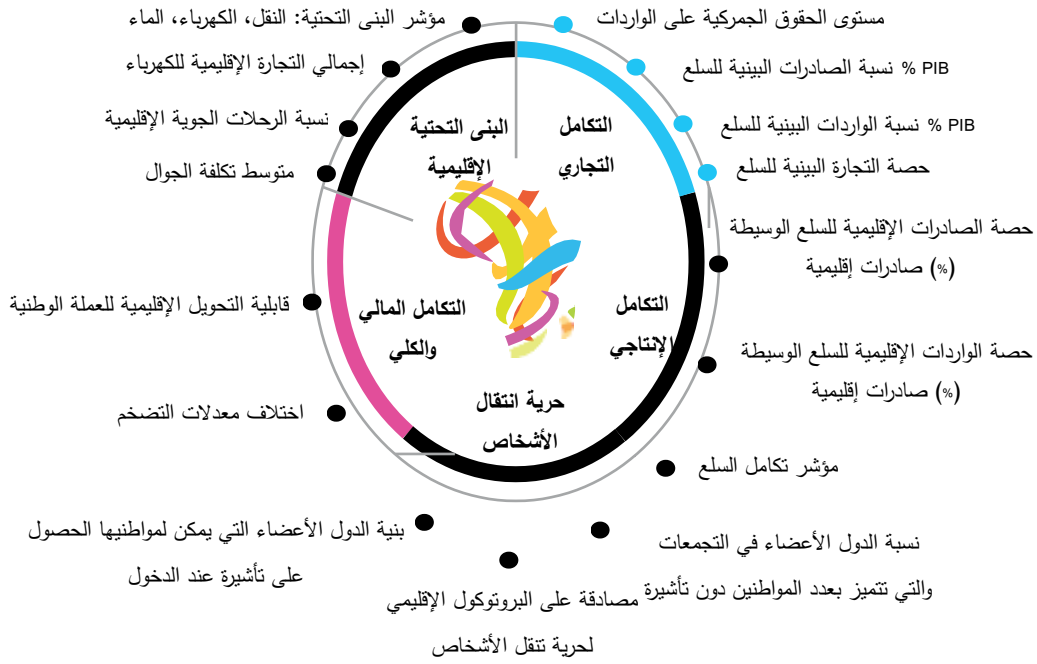 مستوى الحقوق الجمركية على الواردات
PIB % نسبة الصادرات البينية للسلع
PIB % نسبة الواردات البينية للسلع
حصة التجارة البينية للسلع
حصة الصادرات الإقليمية للسلع الوسيطة
(%) صادرات إقليمية
حصة الواردات الإقليمية للسلع الوسيطة
(%) صادرات إقليمية
مؤشر تكامل السلع
نسبة الدول الأعضاء في التجمعات
والتي تتميز بعدد المواطنين دون تأشيرة
مصادقة على البروتوكول الإقليمي
لحرية تنقل الأشخاص
بنية الدول الأعضاء التي يمكن لمواطنيها الحصول
على تأشيرة عند الدخول
اختلاف معدلات التضخم
قابلية التحويل الإقليمية للعملة الوطنية
متوسط تكلفة الجوال
نسبة الرحلات الجوية الإقليمية
إجمالي التجارة الإقليمية للكهرباء
مؤشر البنى التحتية: النقل، الكهرباء، الماء
التكامل
التجاري
التكامل
الإنتاجي
حرية انتقال
الأشخاص
التكامل المالي
والكلي
البنى التحتية
الإقليمية